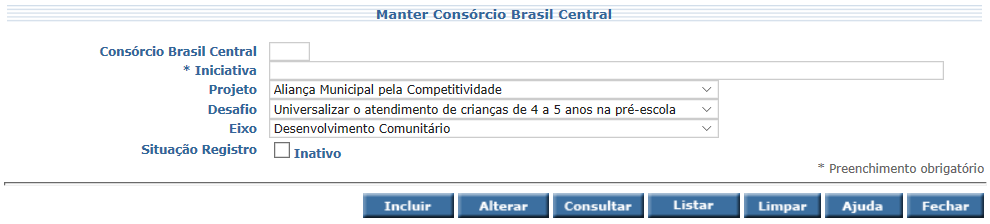 Manter Consórcio Brasil Central
Consórcio Brasil Central
* Iniciativa
Projeto Aliança Municipal pela Competitividade
Desafio Universalizar o atendimento de crianças de 4 a 5 anos na pré-escola
Eixo Desenvolvimento Comunitário
Situação Registro Inativo
* Preenchimento obrigatório
Incluir Alterar Consultar Listar Limpar Ajuda Fechar